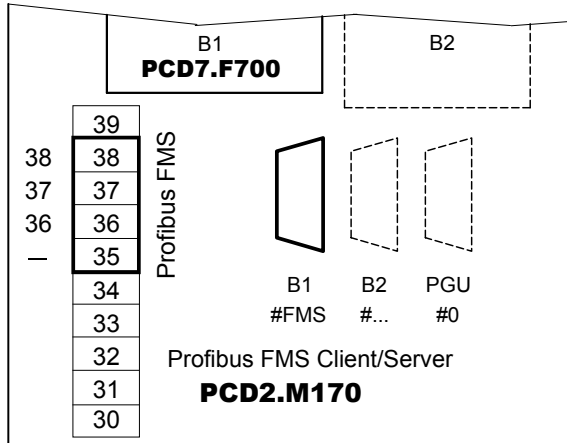 B1
B2
PCD7.F700
39
38 38
37 37
36 36
— 35
34
33
32
31
30
Profibus FMS
B1 B2 PGU
#FMS #... #0
Profibus FMS Client/Server
PCD2.M170